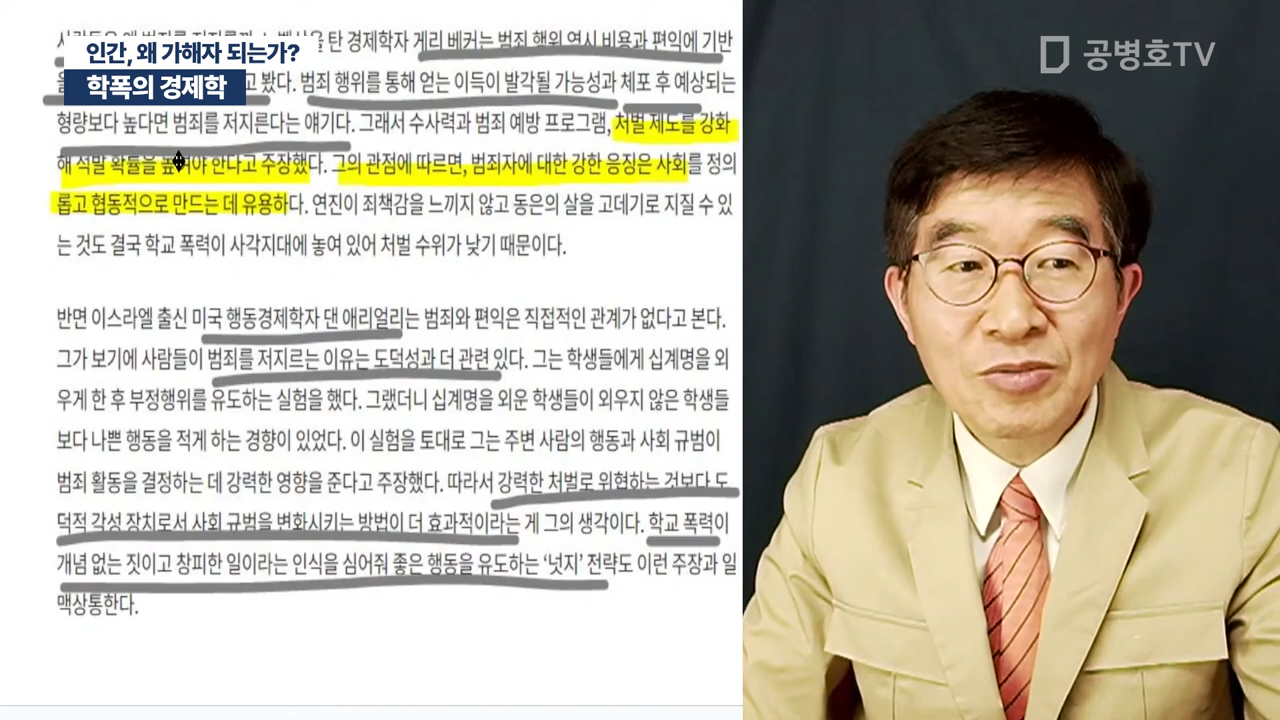 인간, 왜 가해자 되는가?
학폭의 경제학
공병호TV
탄 경제학자 게리 베커는 범죄 행위 역시 비용과 편익에 기반
고 봤다. 범죄 행위를 통해 얻는 이득이 발각될 가능성과 체포 후 예상되는
형량보다 높다면 범죄를 저지른다는 얘기다. 그래서 수사력과 범죄 예방 프로그램, 처벌 제도를 강화
해 적발 확률을 높여야 한다고 주장했다. 그의 관점에 따르면, 범죄자에 대한 강한 응징은 사회를 정의
롭고 협동적으로 만드는 데 유용하다. 연진이 죄책감을 느끼지 않고 동은의 살을 고데기로 지질 수 있
는 것도 결국 학교 폭력이 사각지대에 놓여 있어 처벌 수위가 낮기 때문이다.
반면 이스라엘 출신 미국 행동경제학자 댄 애리얼리는 범죄와 편익은 직접적인 관계가 없다고 본다.
그가 보기에 사람들이 범죄를 저지르는 이유는 도덕성과 더 관련 있다. 그는 학생들에게 십계명을 외
우게 한 후 부정행위를 유도하는 실험을 했다. 그랬더니 십계명을 외운 학생들이 외우지 않은 학생들
보다 나쁜 행동을 적게 하는 경향이 있었다. 이 실험을 토대로 그는 주변 사람의 행동과 사회 규범이
범죄 활동을 결정하는 데 강력한 영향을 준다고 주장했다. 따라서 강력한 처벌로 위협하는 것보다 도
덕적 각성 장치로서 사회 규범을 변화시키는 방법이 더 효과적이라는 게 그의 생각이다. 학교 폭력이
개념 없는 짓이고 창피한 일이라는 인식을 심어줘 좋은 행동을 유도하는 ‘넛지’ 전략도 이런 주장과 일
맥상통한다.